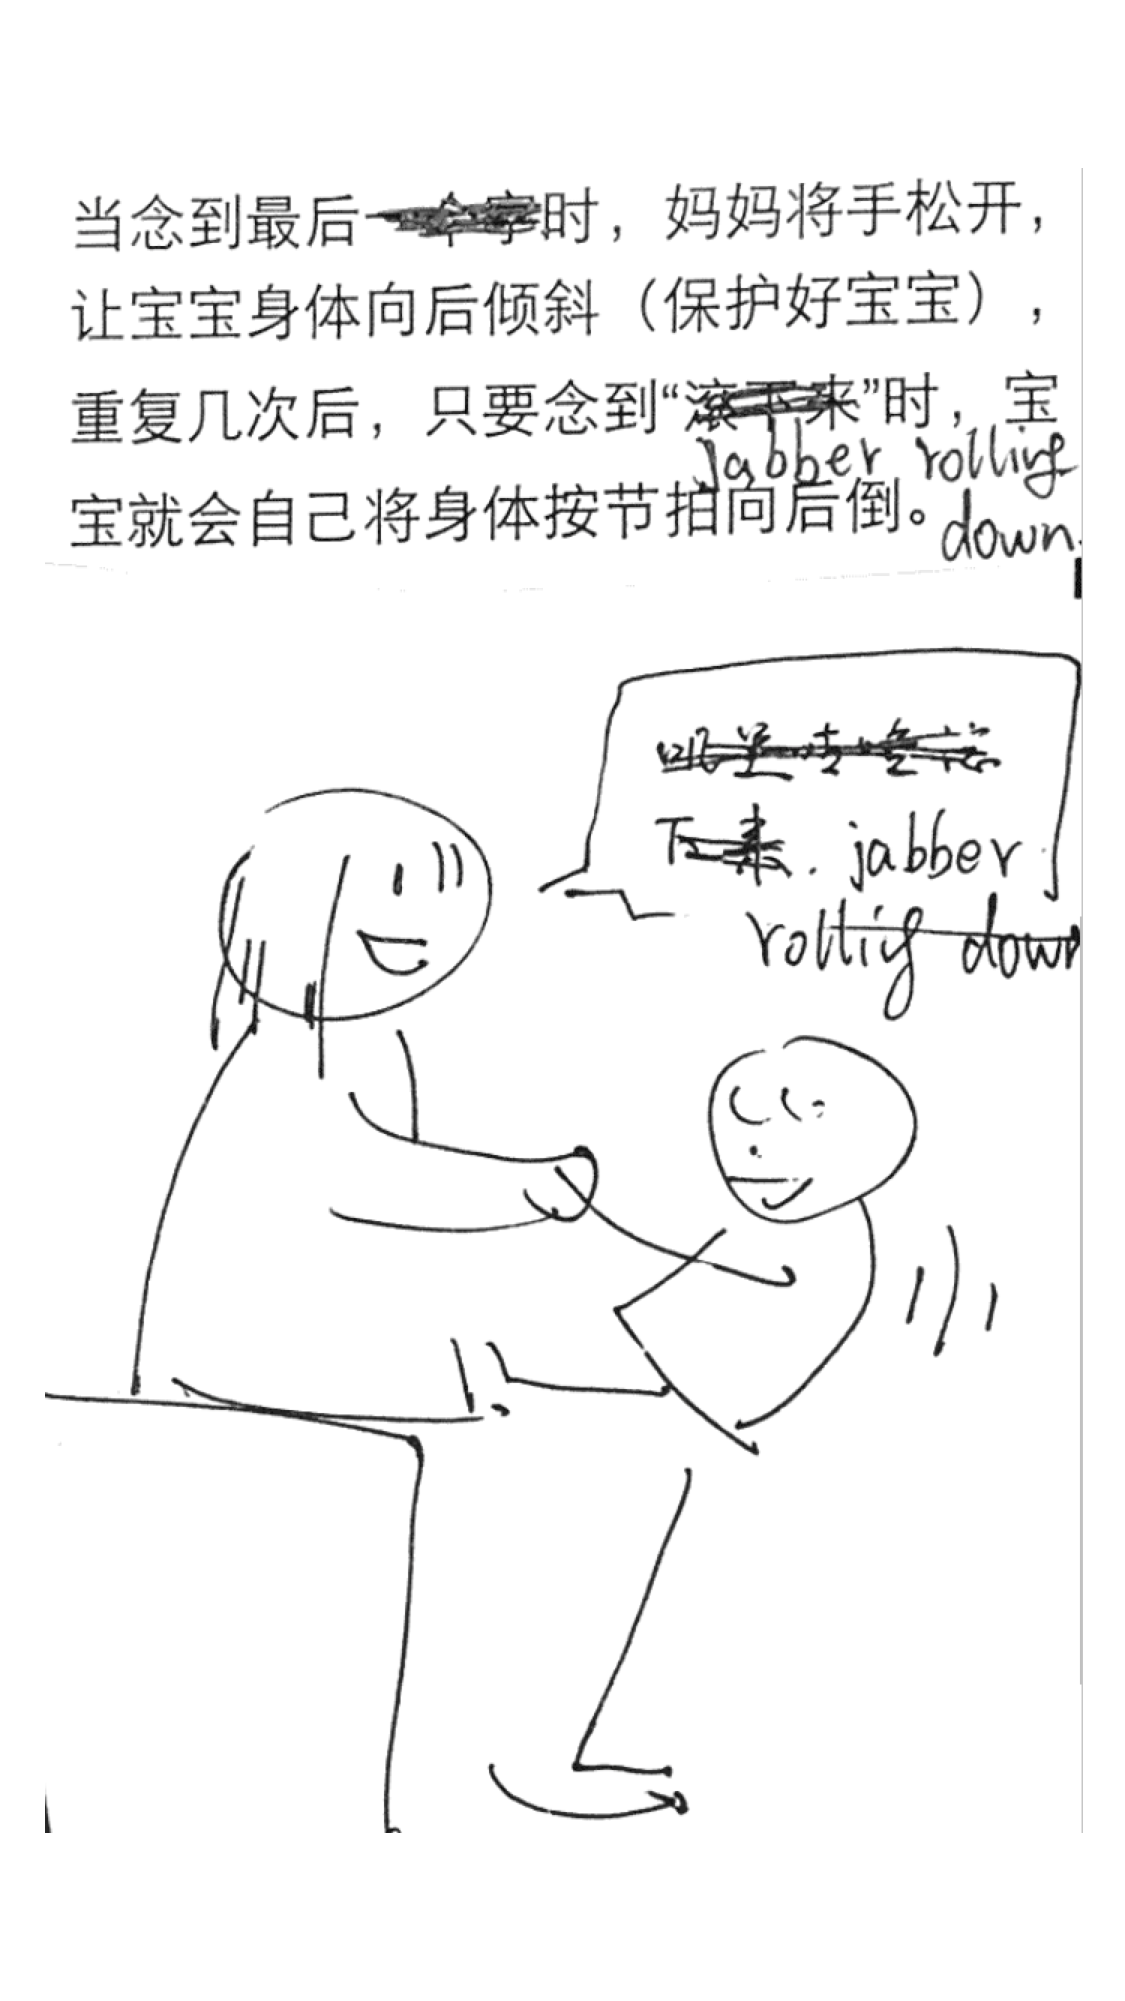 当念到最后时，妈妈将手松开，
让宝宝身体向后倾斜（保护好宝宝），
重复几次后，只要念到“滚下来”时，宝
jabber rolling
宝就会自己将身体按节拍向后倒。
down.
下来. jabber
rolling down